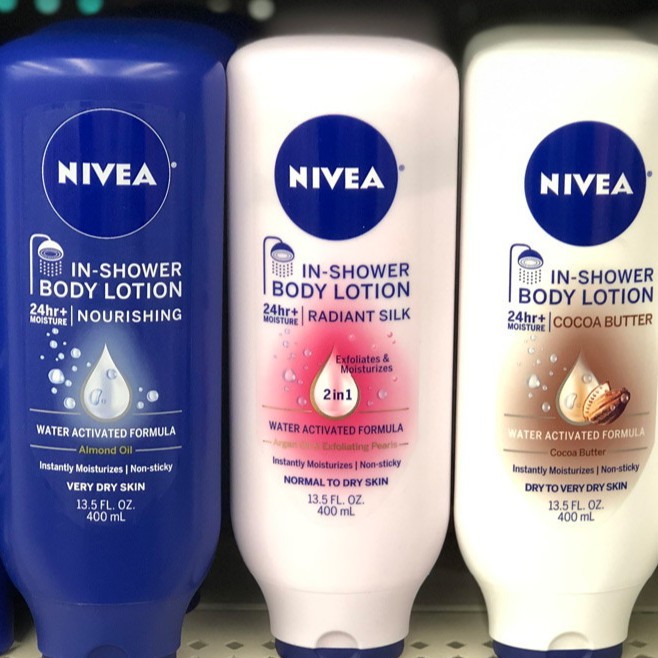 NIVEA
IN-SHOWER
BODY LOTION
24hr+
MOISTURE
NOURISHING
WATER ACTIVATED FORMULA
Almond Oil
Instantly Moisturizes | Non-sticky
VERY DRY SKIN
13.5 FL. OZ.
400 mL
NIVEA
IN-SHOWER
BODY LOTION
24hr+
MOISTURE
RADIANT SILK
Exfoliates &
Moisturizes
2in1
WATER ACTIVATED FORMULA
Argan Exfoliating Pearls
Instantly Moisturizes | Non-sticky
NORMAL TO DRY SKIN
13.5 FL. OZ.
400 mL
NIVEA
IN-SHOWER
BODY LOTION
24hr+
MOISTURE
COCOA BUTTER
WATER ACTIVATED FORMULA
Cocoa Butter
Instantly Moisturizes | Non-sticky
DRY TO VERY DRY SKIN
13.5 FL. OZ.
400 mL